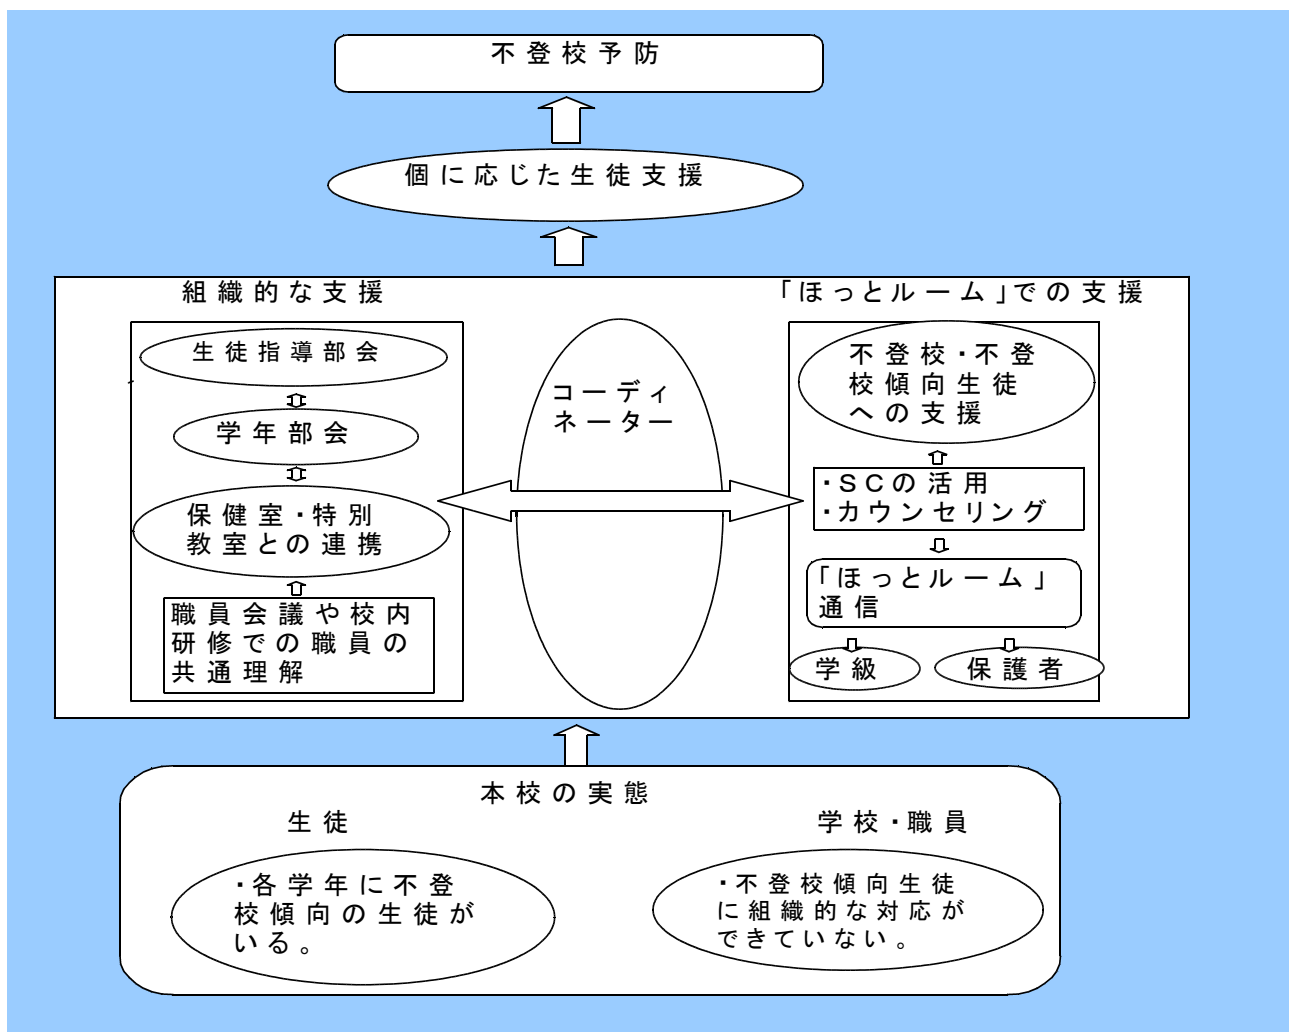 不登校予防
個に応じた生徒支援
組織的な支援
「ほっとルーム」での支援
生徒指導部会
学年部会
保健室・特別
教室との連携
職員会議や校内
研修での職員の
共通理解
コーディ
ネーター
不登校・不登
校傾向生徒
への支援
・SCの活用
・カウンセリング
「ほっとルーム」
通信
学級
保護者
本校の実態
生徒
・各学年に不登
校傾向の生徒が
いる。
学校・職員
・不登校傾向生徒
に組織的な対応が
できていない。